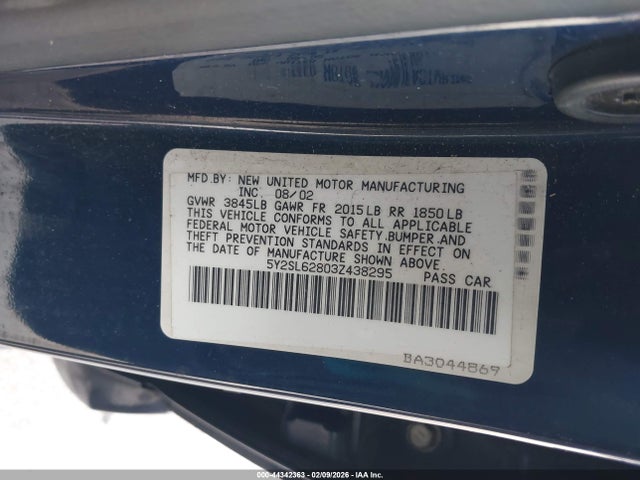 MFD.BY: NEW UNITED MOTOR MANUFACTURING
INC. 08/02
GVWR 3845LB GAWR FR 2015LB RR 1850LB
THIS VEHICLE CONFORMS TO ALL APPLICABLE
FEDERAL MOTOR VEHICLE SAFETY,BUMPER,AND
THEFT PREVENTION STANDARDS IN EFFECT ON
THE DATE OF MANUFACTURE SHOWN ABOVE.
5Y2SL62803Z438295 PASS CAR
BA3044869
000-44342363 - 02/09/2026 - IAA Inc.